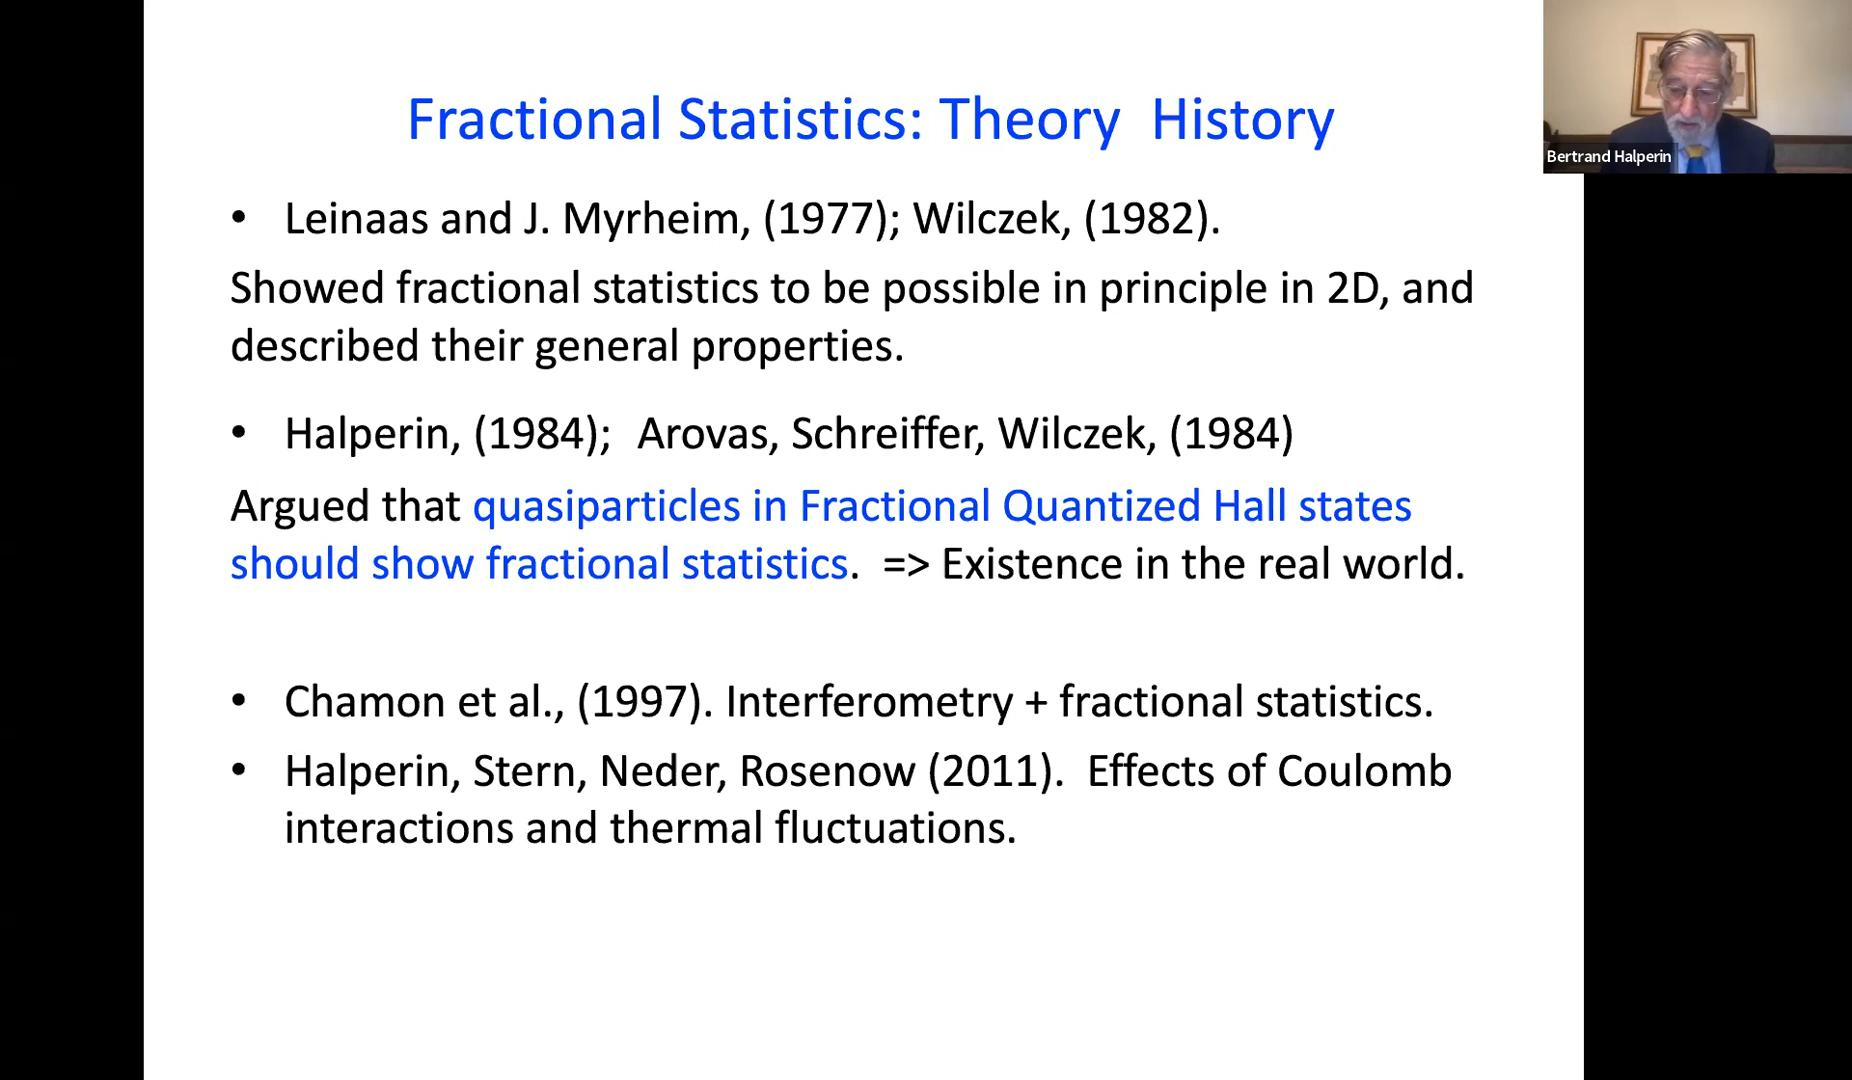 Fractional Statistics: Theory  History
Bertrand Halperin
• Leinaas and J. Myrheim, (1977); Wilczek, (1982).
Showed fractional statistics to be possible in principle in 2D, and
described their general properties.
• Halperin, (1984);  Arovas, Schreiffer, Wilczek, (1984)
Argued that quasiparticles in Fractional Quantized Hall states
should show fractional statistics.  => Existence in the real world.
• Chamon et al., (1997). Interferometry + fractional statistics.
• Halperin, Stern, Neder, Rosenow (2011).  Effects of Coulomb
interactions and thermal fluctuations.